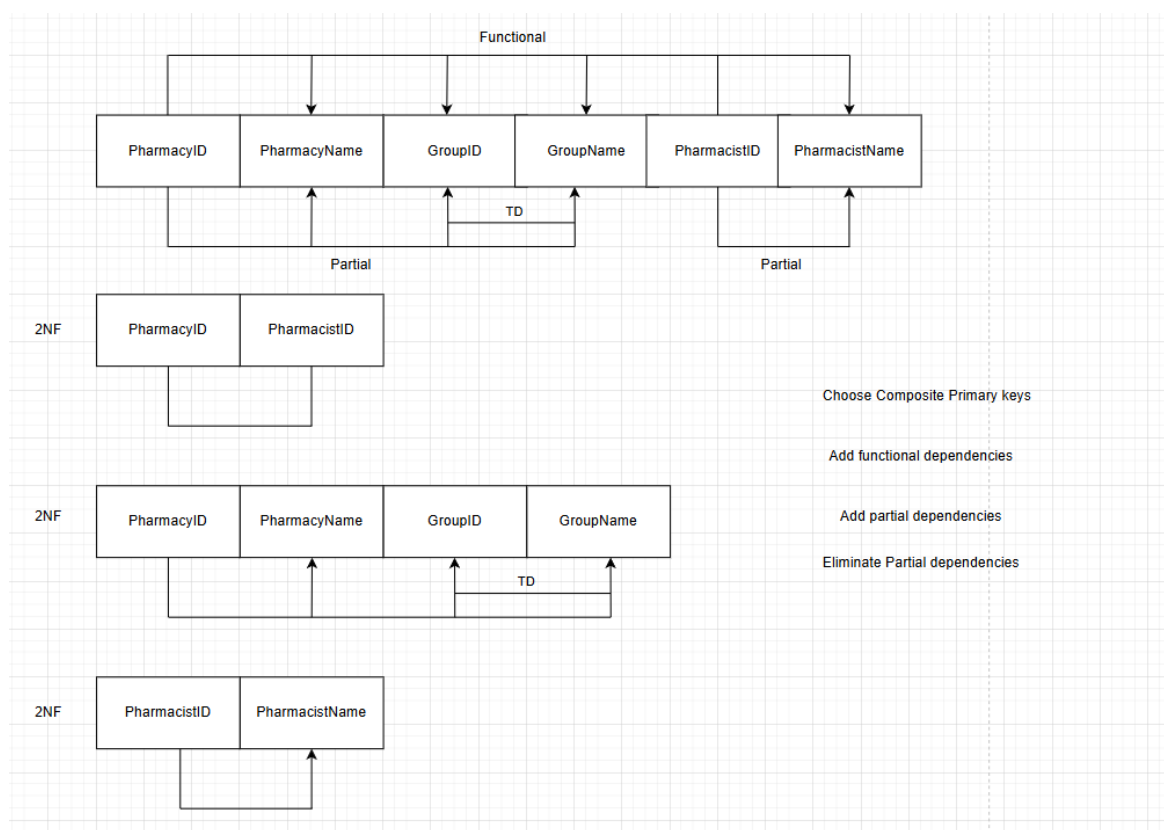 Functional
PharmacyID PharmacyName GroupID GroupName PharmacistID PharmacistName
TD
Partial Partial
2NF PharmacyID PharmacistID
Choose Composite Primary keys
Add functional dependencies
2NF PharmacyID PharmacyName GroupID GroupName Add partial dependencies
Eliminate Partial dependencies
TD
2NF PharmacistID PharmacistName